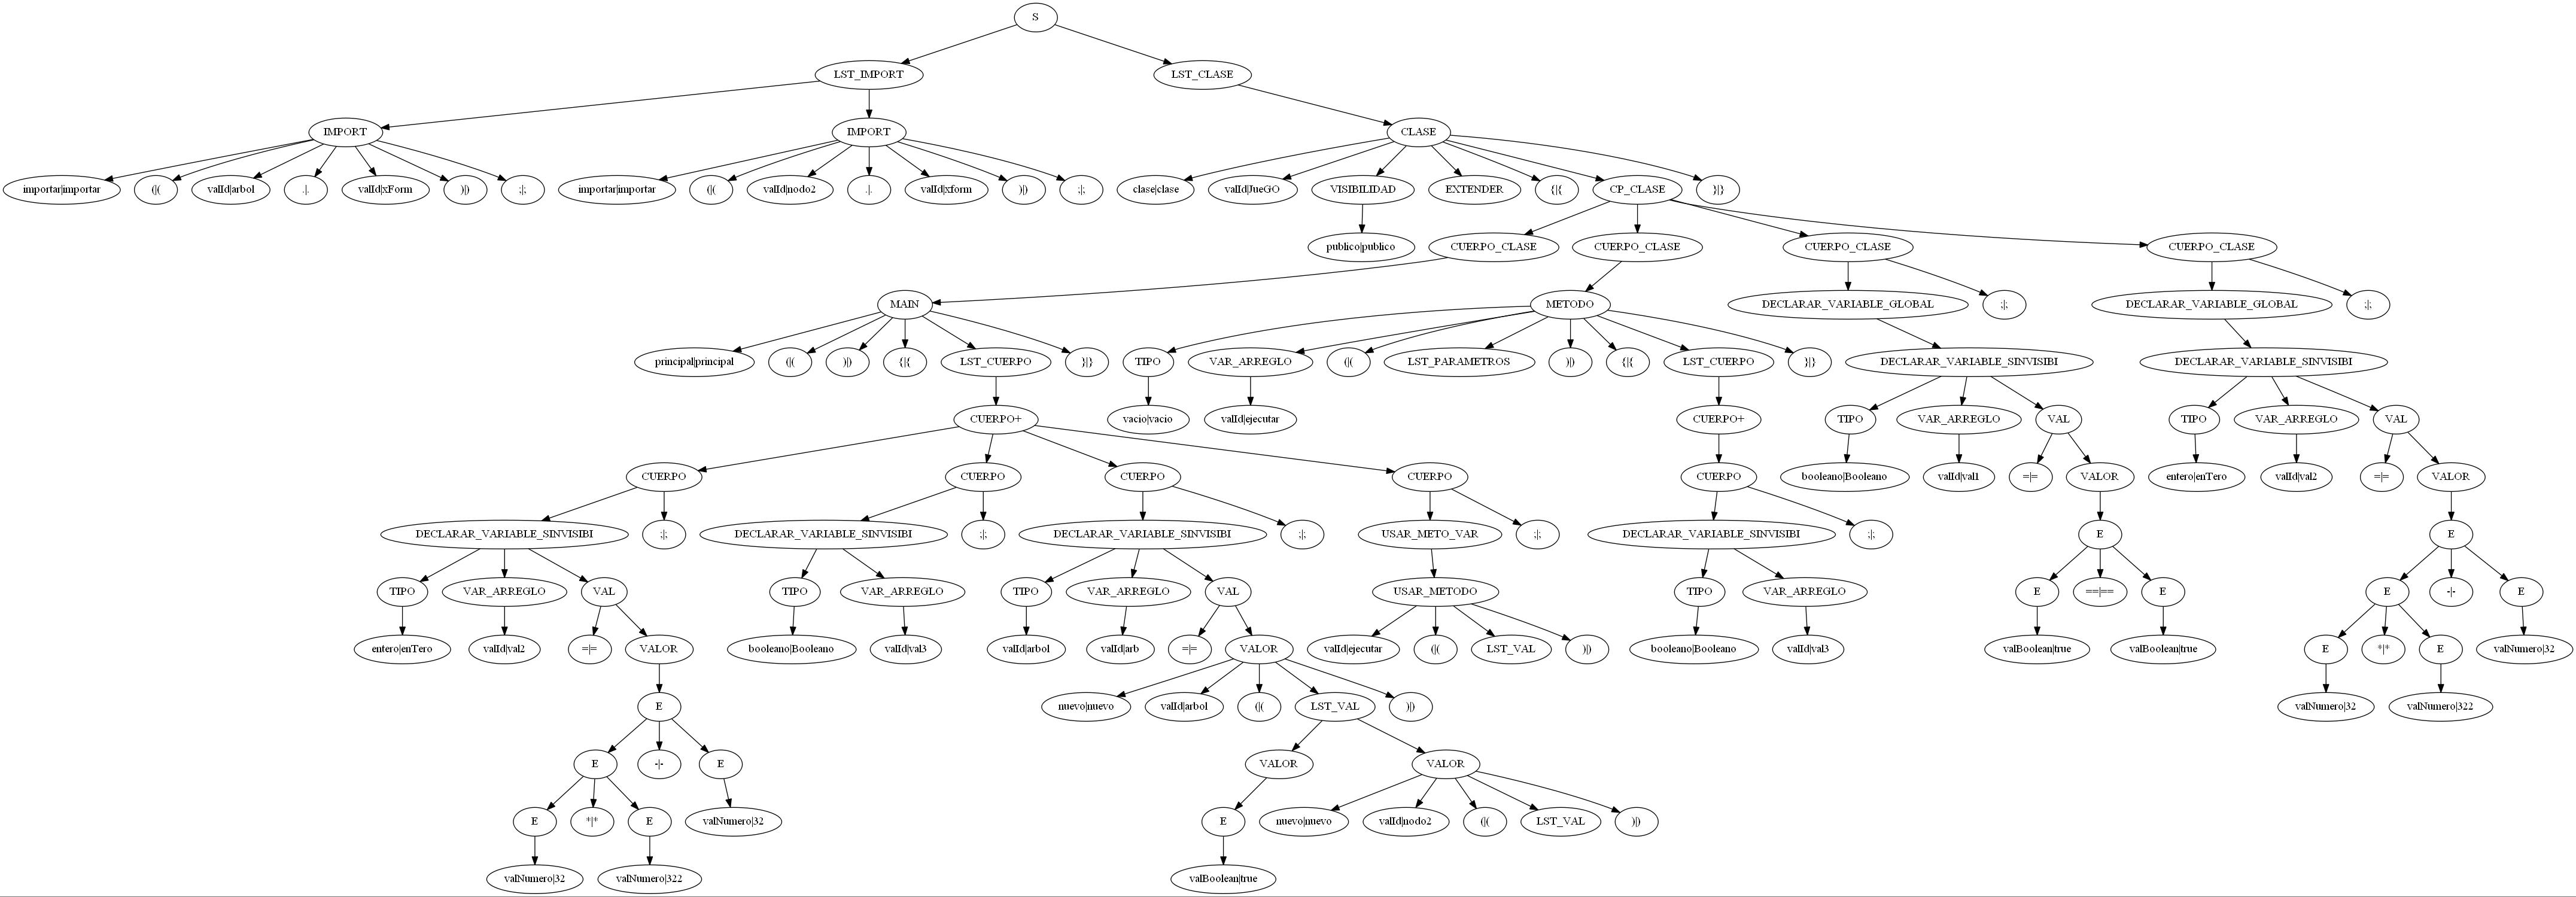 S
LST_IMPORT LST_CLASE
IMPORT IMPORT CLASE
importar|importar (|( valId|arbol .|. valId|xForm )|) ;|; importar|importar (|( valId|nodo2 .|. valId|xform )|) ;|; clase|clase valId|JueGO VISIBILIDAD EXTENDER {|{ CP_CLASE }|}
publico|publico CUERPO_CLASE CUERPO_CLASE CUERPO_CLASE CUERPO_CLASE
MAIN METODO DECLARAR_VARIABLE_GLOBAL ;|; DECLARAR_VARIABLE_GLOBAL ;|;
principal|principal (|( )|) {|{ LST_CUERPO }|} TIPO VAR_ARREGLO (|( LST_PARAMETROS )|) {|{ LST_CUERPO }|} DECLARAR_VARIABLE_SINVISIBI DECLARAR_VARIABLE_SINVISIBI
CUERPO+ vacio|vacio valId|ejecutar CUERPO+ TIPO VAR_ARREGLO VAL TIPO VAR_ARREGLO VAL
CUERPO CUERPO CUERPO CUERPO CUERPO booleano|Booleano valId|val1 =|= VALOR entero|enTero valId|val2 =|= VALOR
DECLARAR_VARIABLE_SINVISIBI ;|; DECLARAR_VARIABLE_SINVISIBI ;|; DECLARAR_VARIABLE_SINVISIBI ;|; USAR_METO_VAR ;|; DECLARAR_VARIABLE_SINVISIBI ;|; E E
TIPO VAR_ARREGLO VAL TIPO VAR_ARREGLO TIPO VAR_ARREGLO VAL USAR_METODO TIPO VAR_ARREGLO E ==|== E E -|- E
entero|enTero valId|val2 =|= VALOR booleano|Booleano valId|val3 valId|arbol valId|arb =|= VALOR valId|ejecutar (|( LST_VAL )|) booleano|Booleano valId|val3 valBoolean|true valBoolean|true E *|* E valNumero|32
E nuevo|nuevo valId|arbol (|( LST_VAL )|) valNumero|32 valNumero|322
E -|- E VALOR VALOR
E *|* E valNumero|32 E nuevo|nuevo valId|nodo2 (|( LST_VAL )|)
valNumero|32 valNumero|322 valBoolean|true